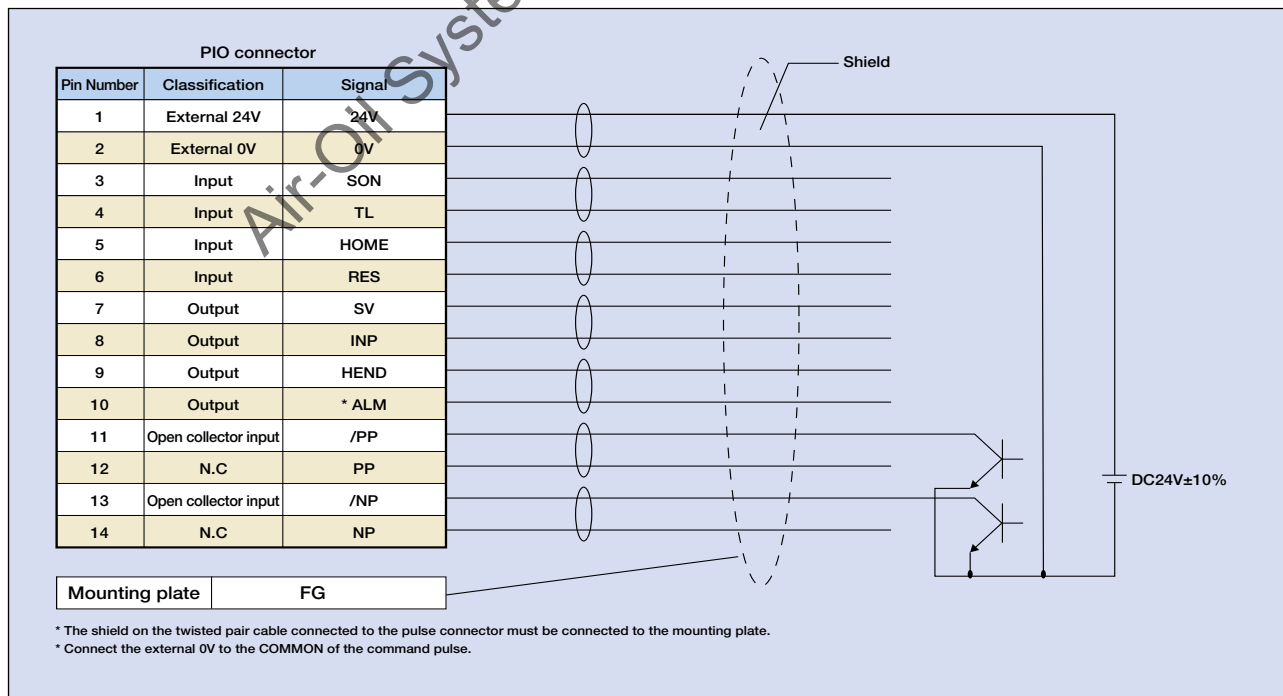 PIO connector
Shield
Pin Number Classification Signal
1 External 24V 24V
2 External 0V 0V
3 Input SON
4 Input TL
5 Input HOME
6 Input RES
7 Output SV
8 Output INP
9 Output HEND
10 Output * ALM
11 Open collector input /PP
12 N.C PP
13 Open collector input /NP
14 N.C NP
DC24V±10%
Mounting plate FG
* The shield on the twisted pair cable connected to the pulse connector must be connected to the mounting plate.
* Connect the external 0V to the COMMON of the command pulse.
Air-Oil System